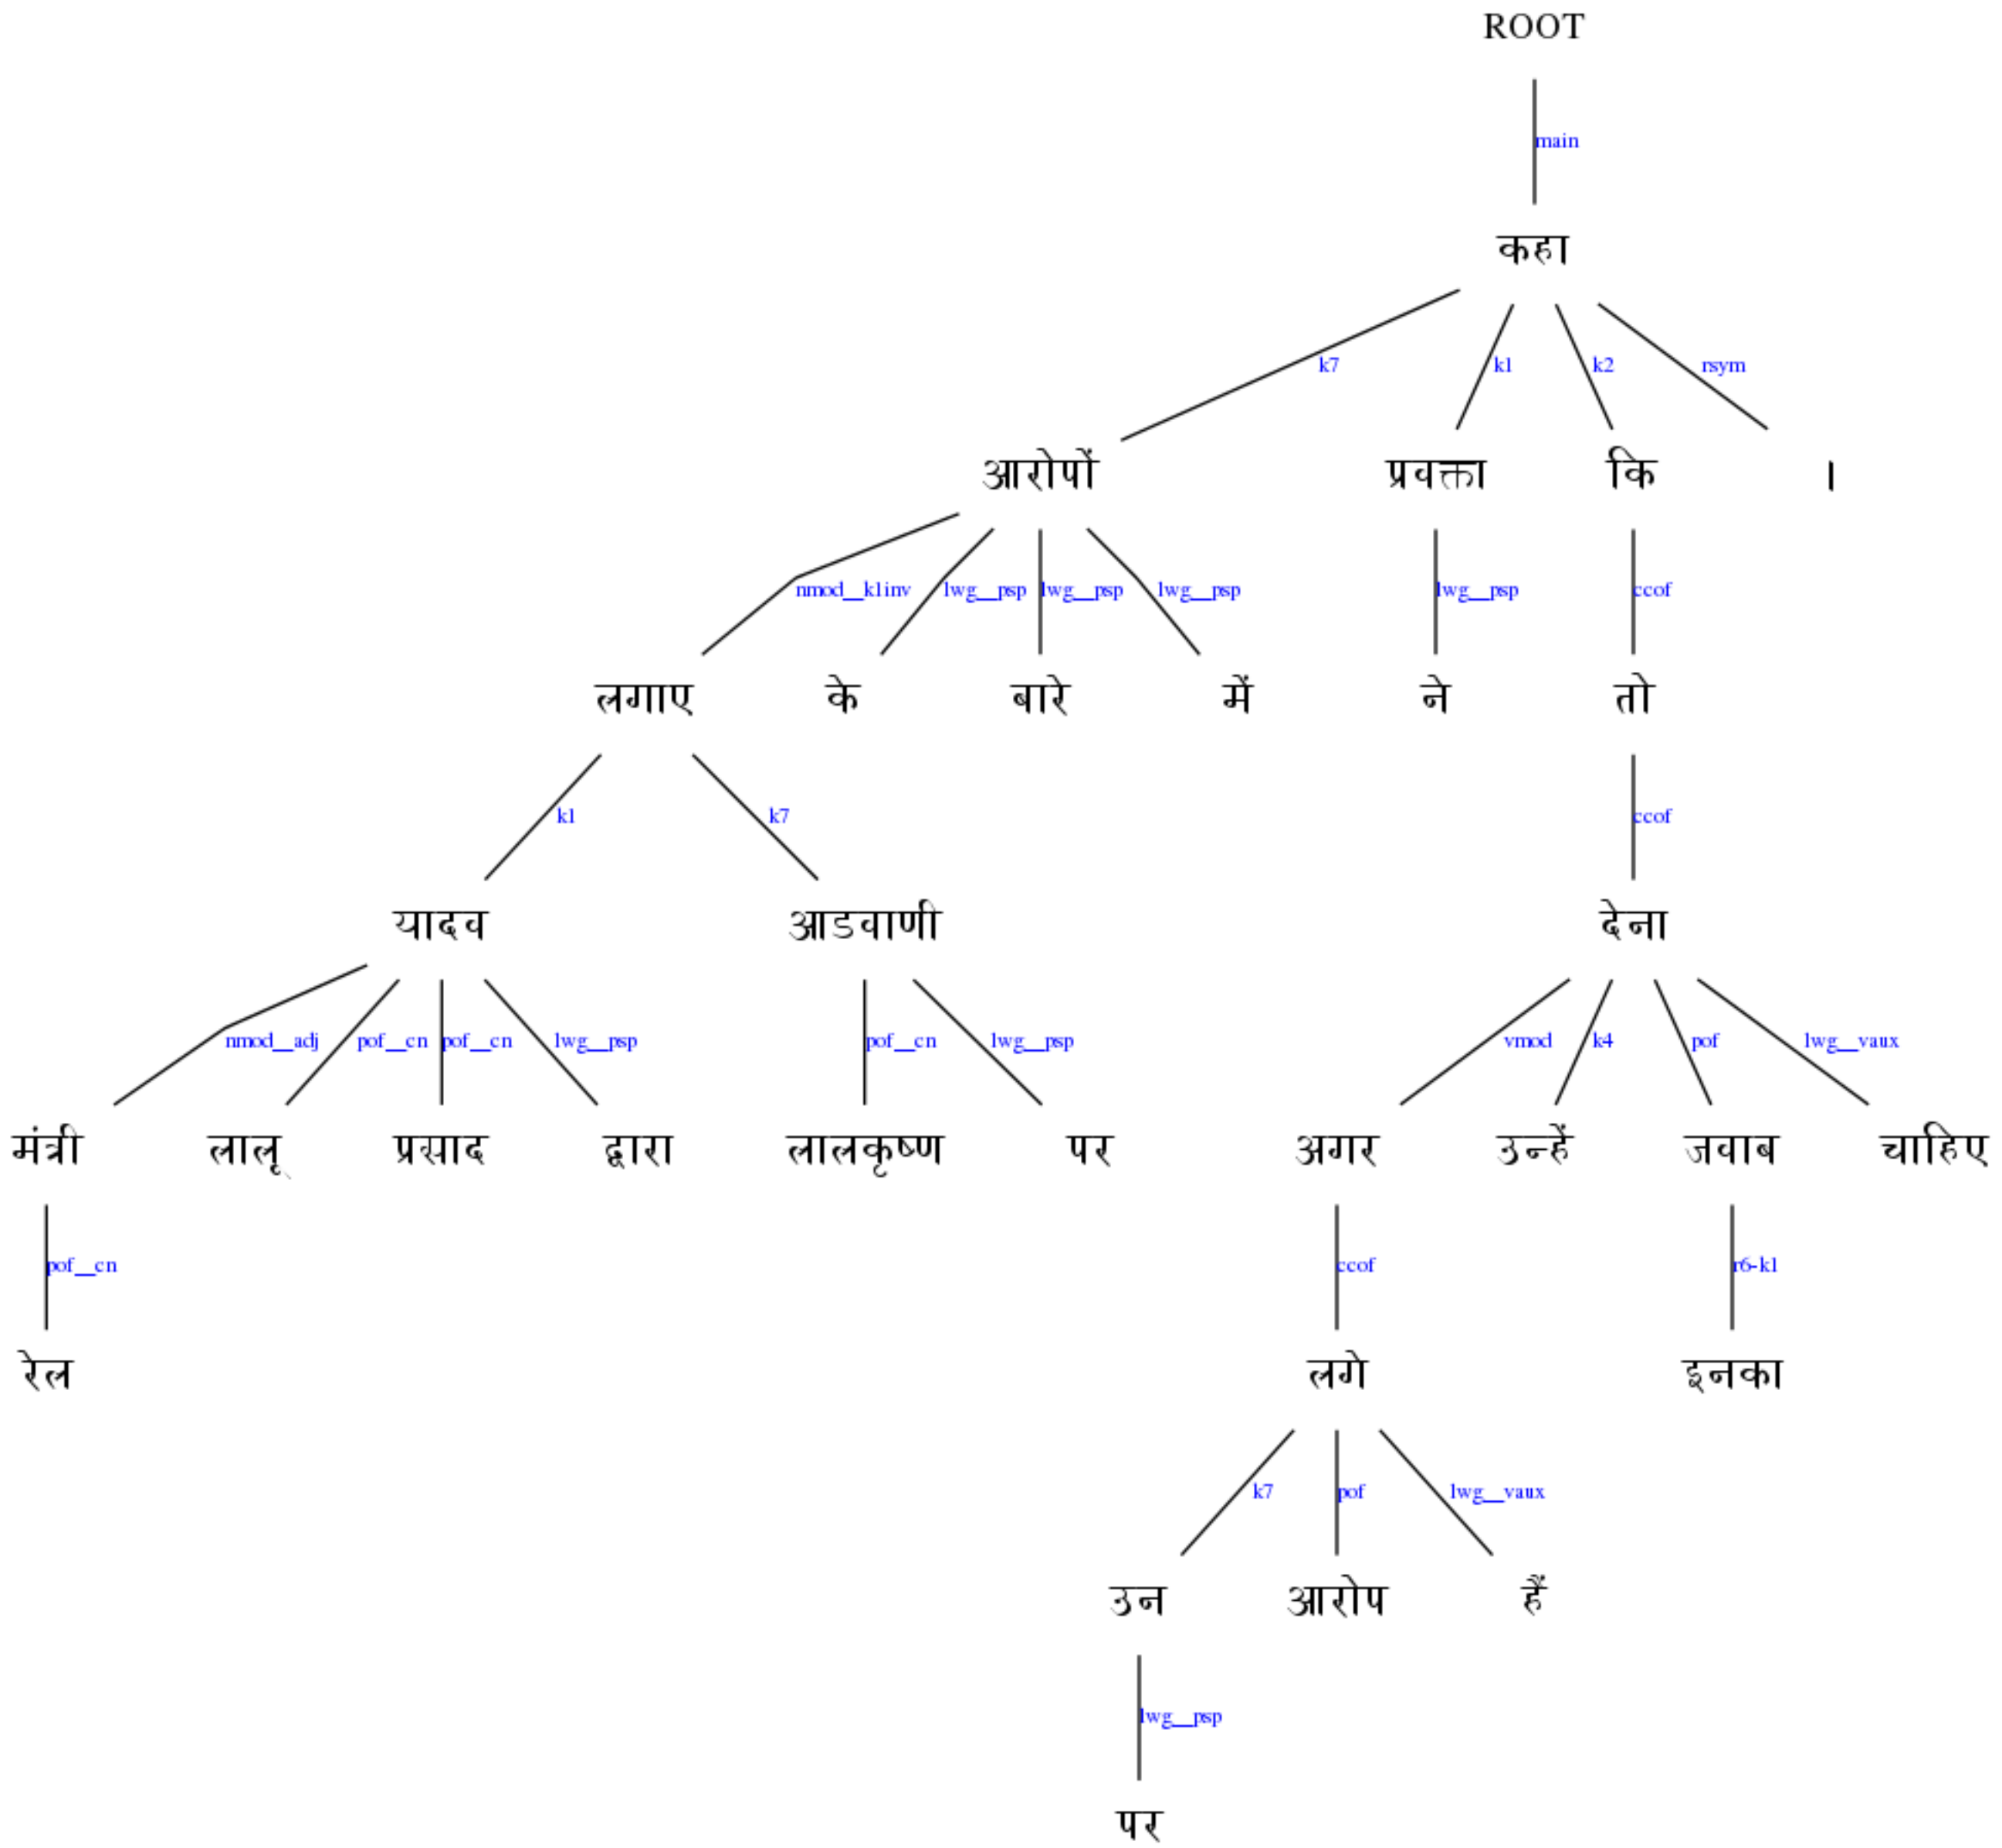 ROOT
main
कहा
k7 k1 k2 rsym
आरोपों प्रवक्ता कि ।
nmod__k1inv lwg__psp lwg__psp lwg__psp lwg__psp ccof
लगाए के बारे में ने तो
k1 k7 ccof
यादव आडवाणी देना
nmod__adj pof__cn pof__cn lwg__psp pof__cn lwg__psp vmod k4 pof lwg__vaux
मंत्री लालू प्रसाद द्वारा लालकृष्ण पर अगर उन्हें जवाब चाहिए
pof__cn ccof r6-k1
रेल लगे इनका
k7 pof lwg__vaux
उन आरोप हैं
lwg__psp
पर